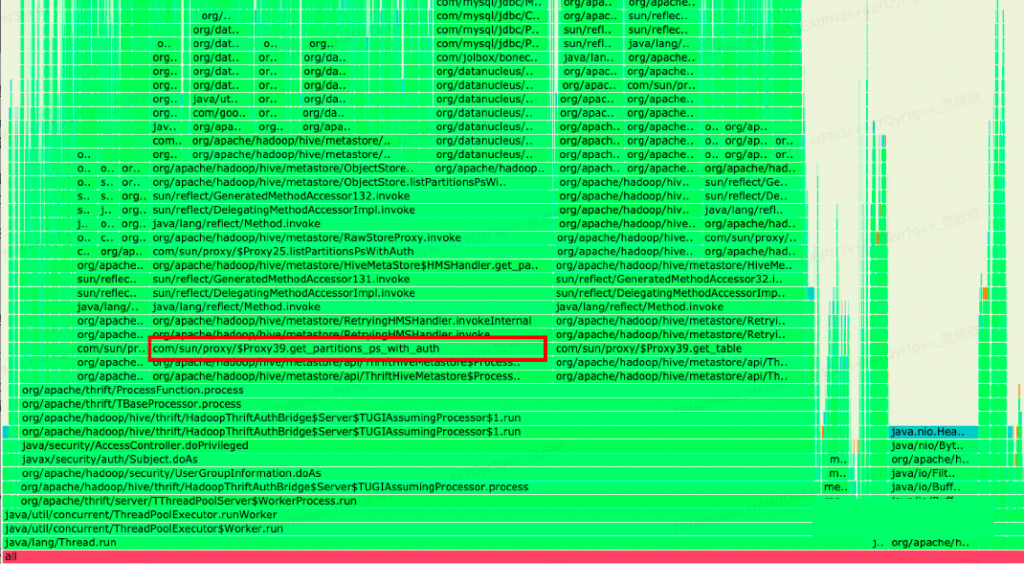 com/mysql/jdbc/M.. org/apa.. org/apache..
org/.. com/mysql/jdbc/C.. org/apac.. sun/reflec..
org/dat.. com/mysql/jdbc/P.. sun/refl.. sun/reflec..
o.. org/dat.. o.. org.. com/mysql/jdbc/P.. sun/refl.. java/lang/..
org.. org/dat.. or.. org/da.. com/jolbox/bonec.. java/lan.. org/apache..
org.. org/dat.. or.. org/da.. org/datanucleus/.. org/apac.. org/apache..
org.. org/dat.. or.. org/da.. org/datanucleus/.. org/apac.. com/sun/pr..
org.. java/ut.. or.. org/da.. org/datanucleus/.. org/apac.. org/apache..
org.. com/goo.. or.. org/da.. org/datanucleus/.. org/apac.. org/apache..
jav.. org/apa.. org.. org/apa.. org/datanucleus/.. org/apach.. org/apache.. o.. org/ap..
com.. org/apache/hadoop/hive/metastore/.. org/datanucleus/.. org/apach.. org/apache.. o.. org/ap.. or..
o.. org.. org/apache/hadoop/hive/metastore/.. org/datanucleus/.. org/apach.. org/apache.. o.. org/ap.. or..
o.. o.. or.. org/apache/hadoop/hive/metastore/ObjectStore.. org/apache/hadoop.. org/apach.. org/apache.. org/apache/had..
o.. s.. or.. org/apache/hadoop/hive/metastore/ObjectStore.listPartitionsPsWi.. org/apache/hadoop/hiv.. sun/reflect/Ge..
s.. s.. org.. sun/reflect/GeneratedMethodAccessor132.invoke org/apache/hadoop/hiv.. sun/reflect/De..
s.. j.. org.. sun/reflect/DelegatingMethodAccessorImpl.invoke org/apache/hadoop/hiv.. java/lang/refl..
j.. o.. org.. java/lang/reflect/Method.invoke org/apache/hadoop/hive.. org/apache/had..
o.. c.. org.. org/apache/hadoop/hive/metastore/RawStoreProxy.invoke org/apache/hadoop/hive.. com/sun/proxy/..
c.. org/ap.. com/sun/proxy/$Proxy25.listPartitionsPsWithAuth org/apache/hadoop/hive.. org/apache/had..
org/apache.. org/apache/hadoop/hive/metastore/HiveMetaStore$HMSHandler.get_pa.. org/apache/hadoop/hive/metastore/HiveMe..
sun/reflec.. sun/reflect/GeneratedMethodAccessor131.invoke sun/reflect/GeneratedMethodAccessor32.i..
sun/reflec.. sun/reflect/DelegatingMethodAccessorImpl.invoke sun/reflect/DelegatingMethodAccessorImp..
java/lang/.. java/lang/reflect/Method.invoke java/lang/reflect/Method.invoke
org/apache.. org/apache/hadoop/hive/metastore/RetryingHMSHandler.invokeInternal org/apache/hadoop/hive/metastore/Retryi..
org/apache.. org/apache/hadoop/hive/metastore/RetryingHMSHandler.invoke org/apache/hadoop/hive/metastore/Retryi..
com/sun/pr.. com/sun/proxy/$Proxy39.get_partitions_ps_with_auth com/sun/proxy/$Proxy39.get_table
org/apache.. org/apache/hadoop/hive/metastore/api/ThriftHiveMetastore$Process.. org/apache/hadoop/hive/metastore/api/Th..
org/apache.. org/apache/hadoop/hive/metastore/api/ThriftHiveMetastore$Process.. org/apache/hadoop/hive/metastore/api/Th..
org/apache/thrift/ProcessFunction.process
org/apache/thrift/TBaseProcessor.process
org/apache/hadoop/hive/thrift/HadoopThriftAuthBridge$Server$TUGIAssumingProcessor$1.run
org/apache/hadoop/hive/thrift/HadoopThriftAuthBridge$Server$TUGIAssumingProcessor$1.run java.nio.Hea..
java/security/AccessController.doPrivileged java/nio/Byt..
javax/security/auth/Subject.doAs m.. org/apache/h..
org/apache/hadoop/security/UserGroupInformation.doAs m.. java/io/Filt..
org/apache/hadoop/hive/thrift/HadoopThriftAuthBridge$Server$TUGIAssumingProcessor.process me.. java/io/Buff..
org/apache/thrift/server/TThreadPoolServer$WorkerProcess.run java/io/Buff..
java/util/concurrent/ThreadPoolExecutor.runWorker
java/util/concurrent/ThreadPoolExecutor$Worker.run
java/lang/Thread.run j.. org/apache/h..
all